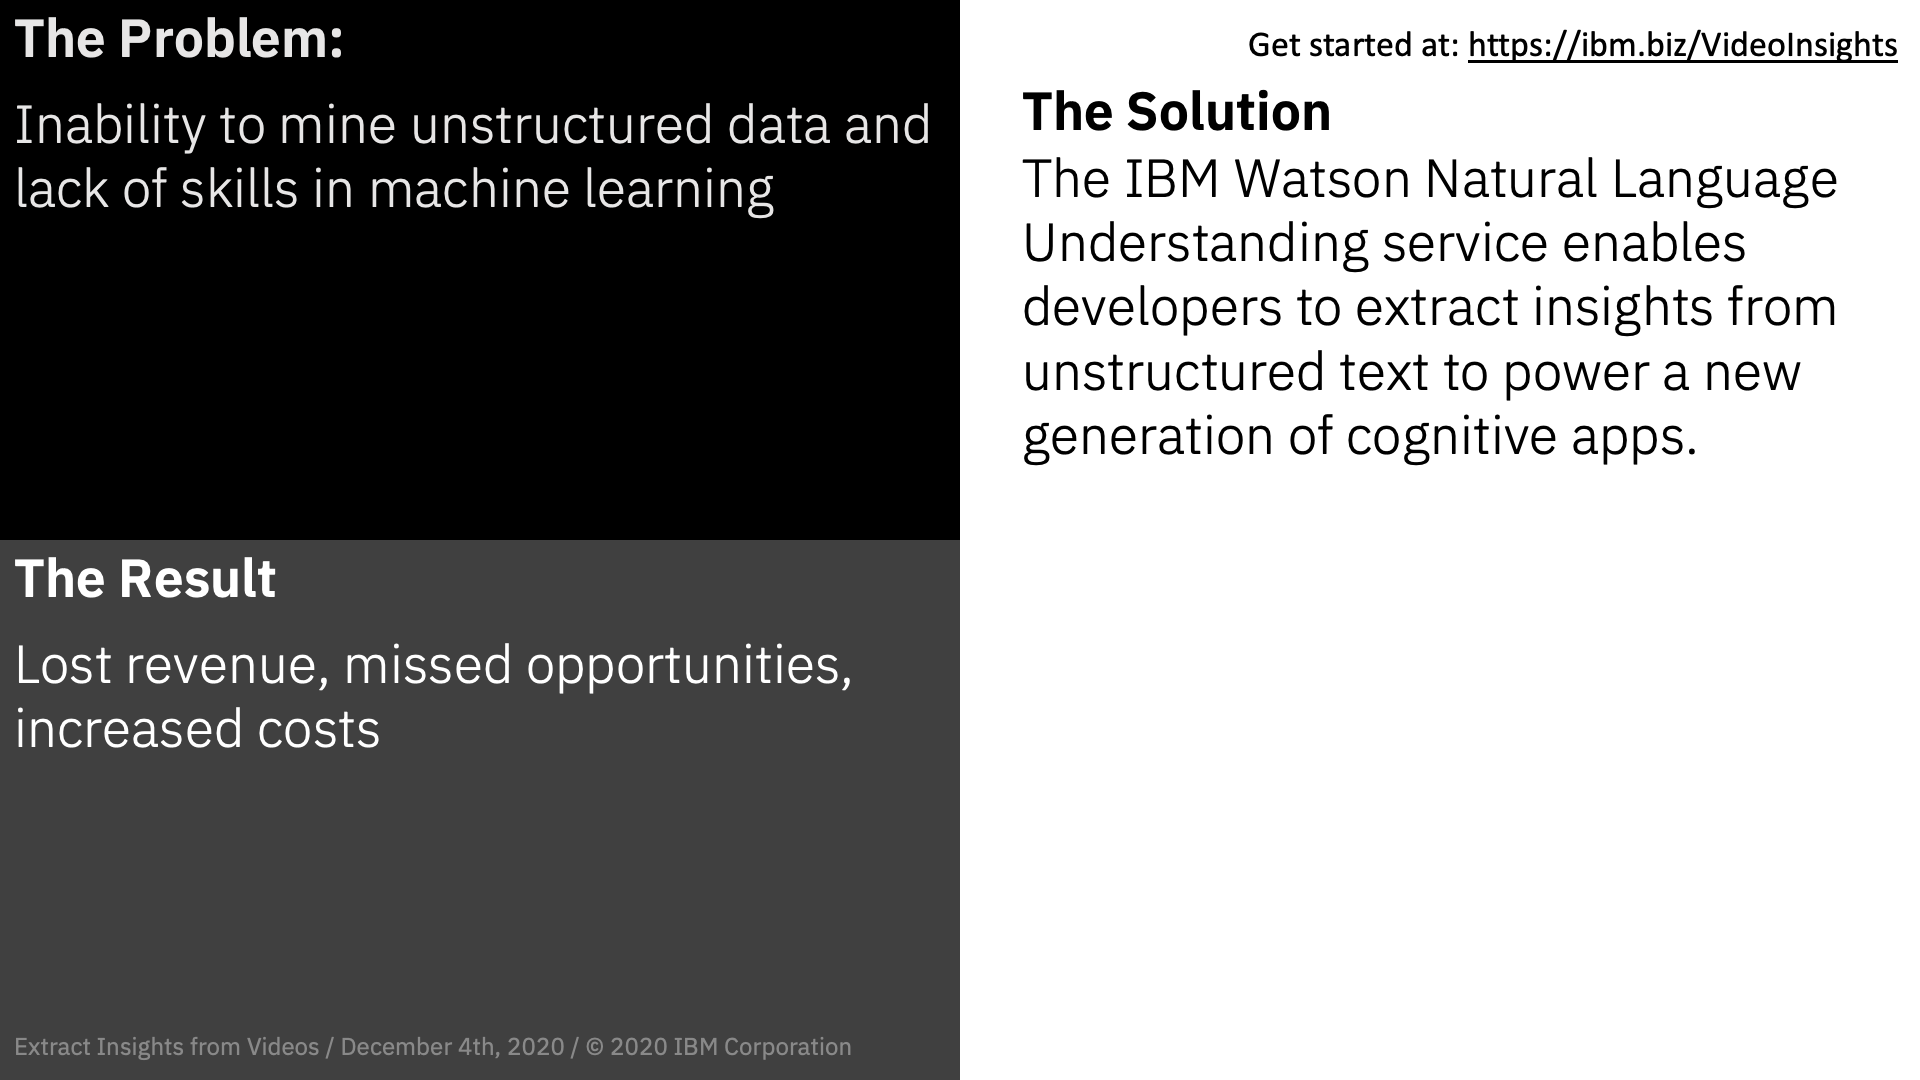 The Problem:
Inability to mine unstructured data and
lack of skills in machine learning
The Result
Lost revenue, missed opportunities,
increased costs
Extract Insights from Videos / December 4th, 2020 / © 2020 IBM Corporation
Get started at: https://ibm.biz/VideoInsights
The Solution
The IBM Watson Natural Language
Understanding service enables
developers to extract insights from
unstructured text to power a new
generation of cognitive apps.